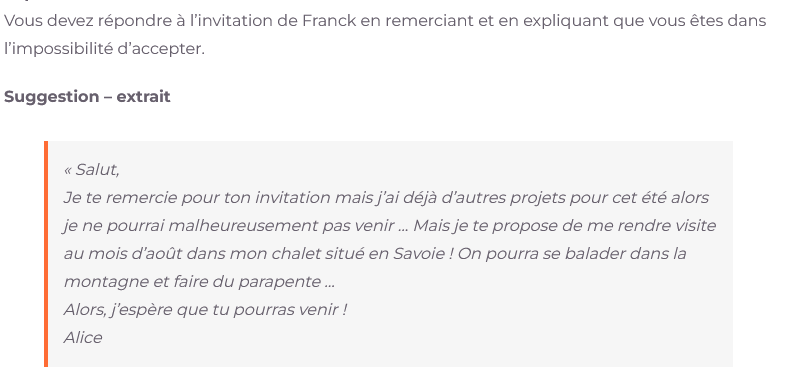 Vous devez répondre à l'invitation de Franck en remerciant et en expliquant que vous êtes dans
l'impossibilité d'accepter.
Suggestion – extrait
« Salut,
Je te remercie pour ton invitation mais j'ai déjà d'autres projets pour cet été alors
je ne pourrai malheureusement pas venir ... Mais je te propose de me rendre visite
au mois d'août dans mon chalet situé en Savoie ! On pourra se balader dans la
montagne et faire du parapente ...
Alors, j'espère que tu pourras venir !
Alice